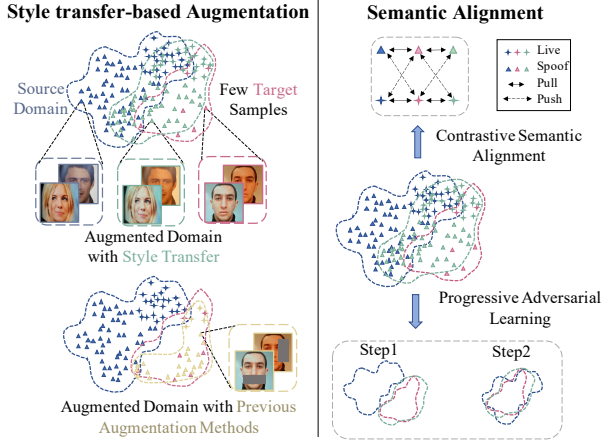 Style transfer-based Augmentation
Source
Domain
Few Target
Samples
Augmented Domain
with Style Transfer
Augmented Domain with Previous
Augmentation Methods
Semantic Alignment
Live
Spoof
Pull
Push
Contrastive Semantic
Alignment
Progressive Adversarial
Learning
Step1
Step2